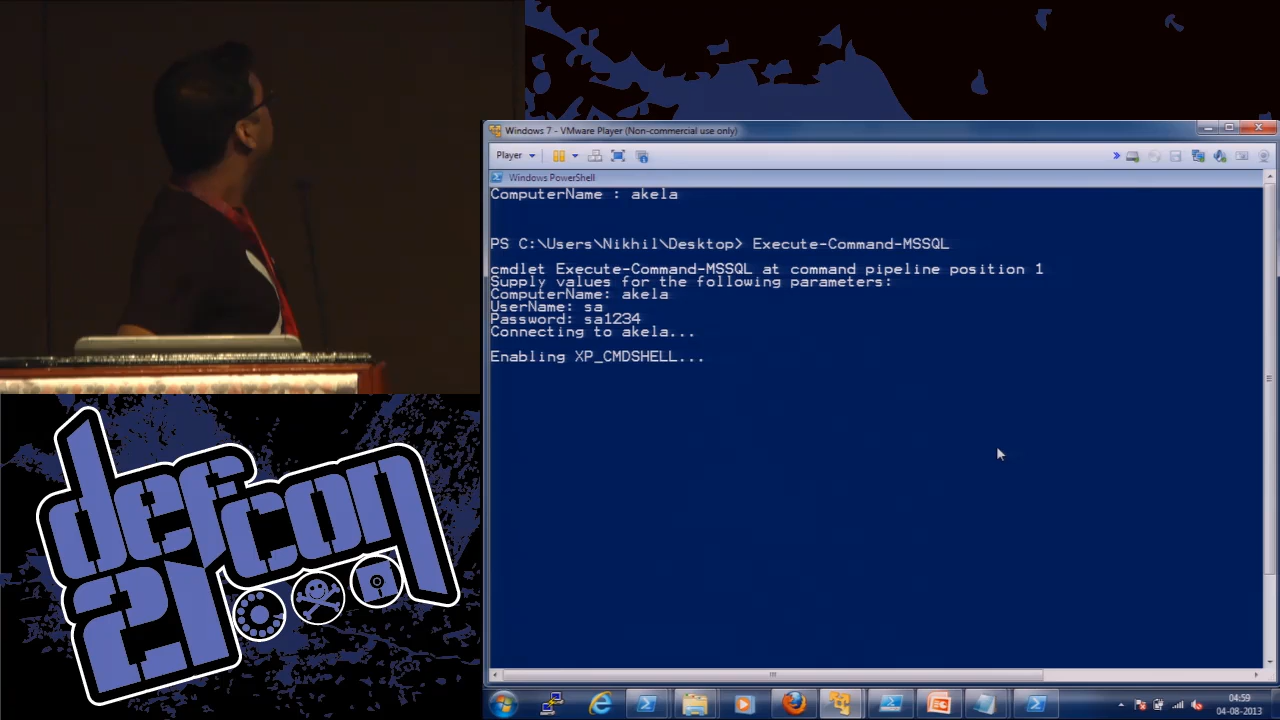 Windows 7 - VMware Player (Non-commercial use only)
Player
Windows PowerShell
ComputerName : akela
PS C:\Users\Nikhil\Desktop> Execute-Command-MSSQL
cmdlet Execute-Command-MSSQL at command pipeline position 1
Supply values for the following parameters:
ComputerName: akela
UserName: sa
Password: sa1234
Connecting to akela...
Enabling XP_CMDSHELL...
defcon
21
04:59
04-08-2013